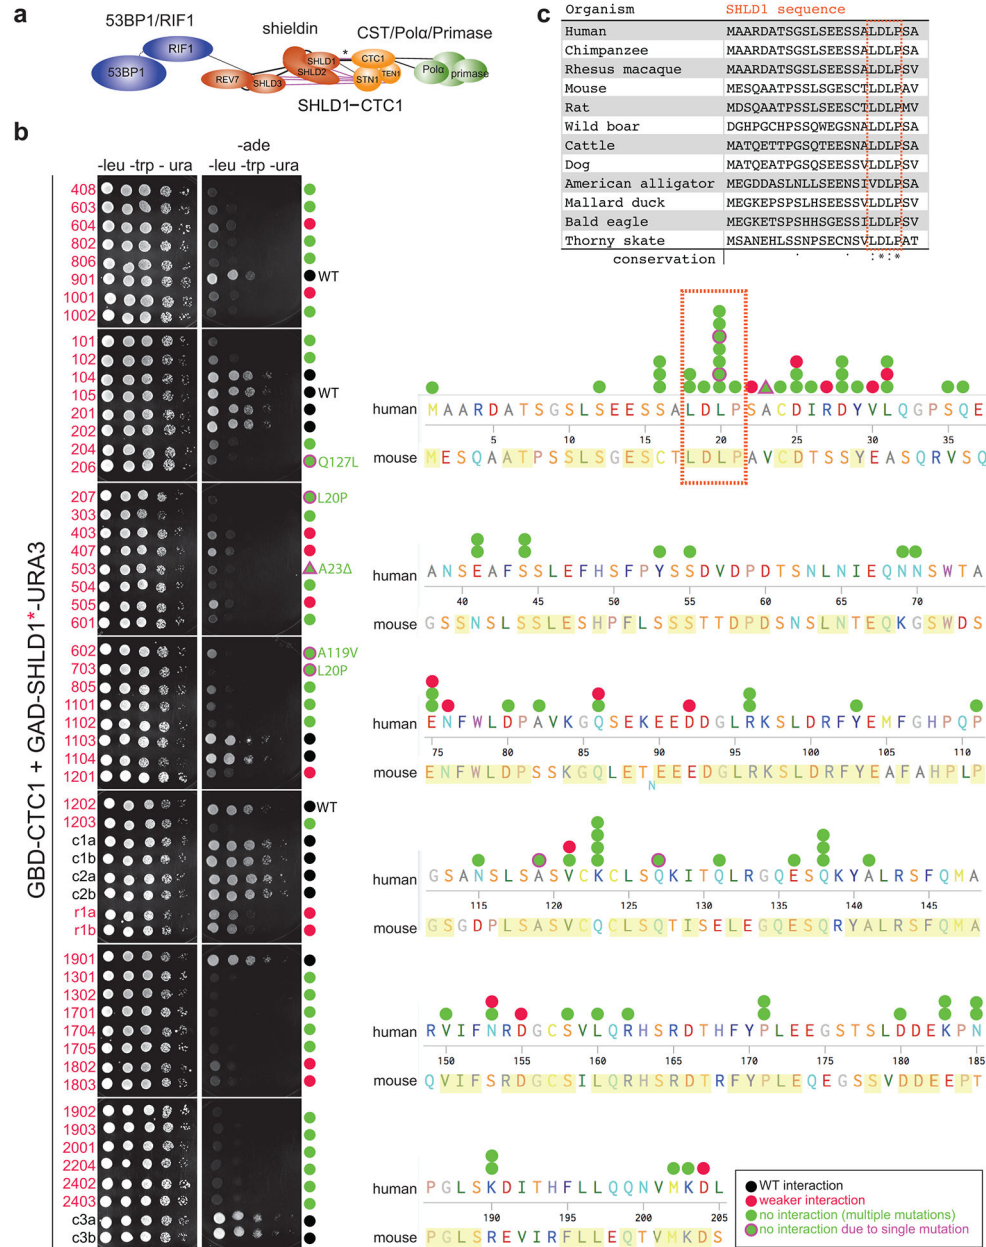 a
53BP1/RIF1
shieldin
CST/Polα/Primase
RIF1
53BP1
REV7
SHLD3
SHLD1
SHLD2
*
CTC1
STN1
TEN1
Polα
primase
SHLD1–CTC1
b
-leu -trp - ura
-ade
-leu -trp -ura
GBD-CTC1 + GAD-SHLD1*-URA3
408
603
604
802
806
901 WT
1001
1002
101
102
104
105 WT
201
202
204
206 Q127L
207 L20P
303
403
407
503 A23Δ
504
505
601
602 A119V
703 L20P
805
1101
1102
1103
1104
1201
1202 WT
1203
c1a
c1b
c2a
c2b
r1a
r1b
1901
1301
1302
1701
1704
1705
1802
1803
1902
1903
2001
2204
2402
2403
c3a
c3b
c
Organism SHLD1 sequence
Human MAARDATSGSLSEESSALDLPSA
Chimpanzee MAARDATSGSLSEESSALDLPSA
Rhesus macaque MAARDATSGSLSEESSALDLPSV
Mouse MESQAATPSSLSGESCTLDLPAV
Rat MDSQAATPSSLSEESCTLDLPMV
Wild boar DGHPGCHPSSQWEGSNALDLPSA
Cattle MATQETTPGSQTEESNALDLPSA
Dog MATQEATPGSQSEESSVLDLPSV
American alligator MEGDDASLNLLSEENSIVDLPSA
Mallard duck MEGKEPSPSLHSEESSVLDLPSV
Bald eagle MEGKETSPSHHSGESSILDLPSA
Thorny skate MSANEHLSSNPSECNSVLDLPAT
conservation . . :*:*
human MAARDATSGSLSEESSALDLPSACDIRDYVLQGPSQE
5 10 15 20 25 30 35
mouse MESQAATPSSLSGESCTLDLPAVCDTSSYEASQRVSQ
human ANSEAFSSLEFHSFPYSSDVDPDTSNLNIEQNNSWTA
40 45 50 55 60 65 70
mouse GSSNSLSSLESHPFLSSSTTDPDSNSLNTEQKGSWDS
human ENFWLDPAVKGQSEKEEDDGLRKSLDRFYEMFGHPQP
75 80 85 90 95 100 105 110
mouse ENFWLDPSSKGQLETEEEDGLRKSLDRFYEAFAHPLP
N
human GSANSLSASVCKCLSQKITQLRGQESQKYALRSFQMA
115 120 125 130 135 140 145
mouse GSGDPLSASVCQCLSQTISELEGQESQRYALRSFQMA
human RVIFNRDGCSVLQRHSRDTHFYPLEEGSTSLDDEKPN
150 155 160 165 170 175 180 185
mouse QVIFSRDGCSILQRHSRDTRFYPLEQEGSSVDDEEPT
human PGLSKDITHFLLQQNVMKDL
190 195 200 205
mouse PGLSREVIRFLLEQTVMKDS
WT interaction
weaker interaction
no interaction (multiple mutations)
no interaction due to single mutation